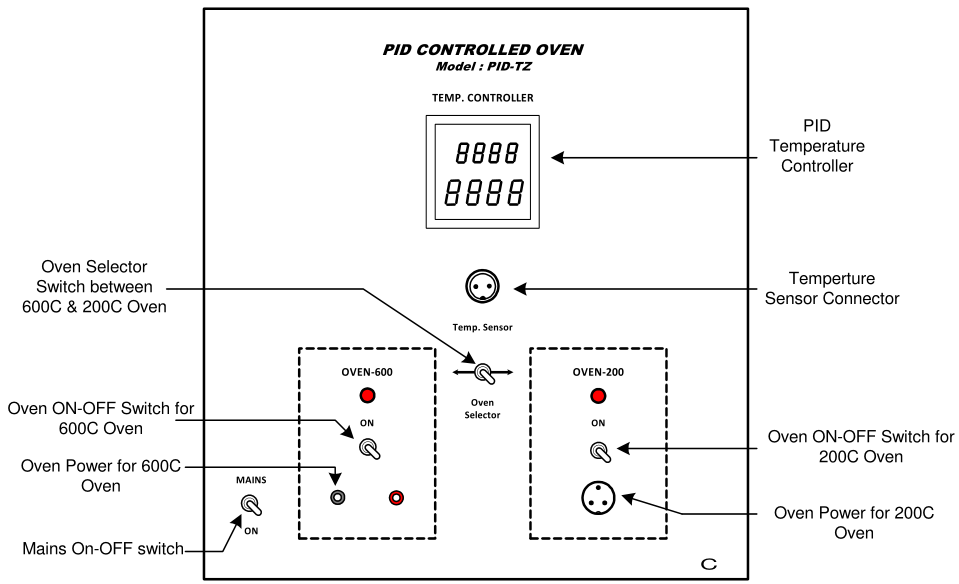 PID CONTROLLED OVEN
Model : PID-TZ
TEMP. CONTROLLER
8888
8888
PID
Temperature
Controller
Oven Selector
Switch between
600C & 200C Oven
Temperture
Sensor Connector
Temp. Sensor
OVEN-600
OVEN-200
Oven
Selector
Oven ON-OFF Switch for
600C Oven
ON
ON
Oven ON-OFF Switch for
200C Oven
Oven Power for 600C
Oven
MAINS
ON
Oven Power for 200C
Oven
Mains On-OFF switch
C